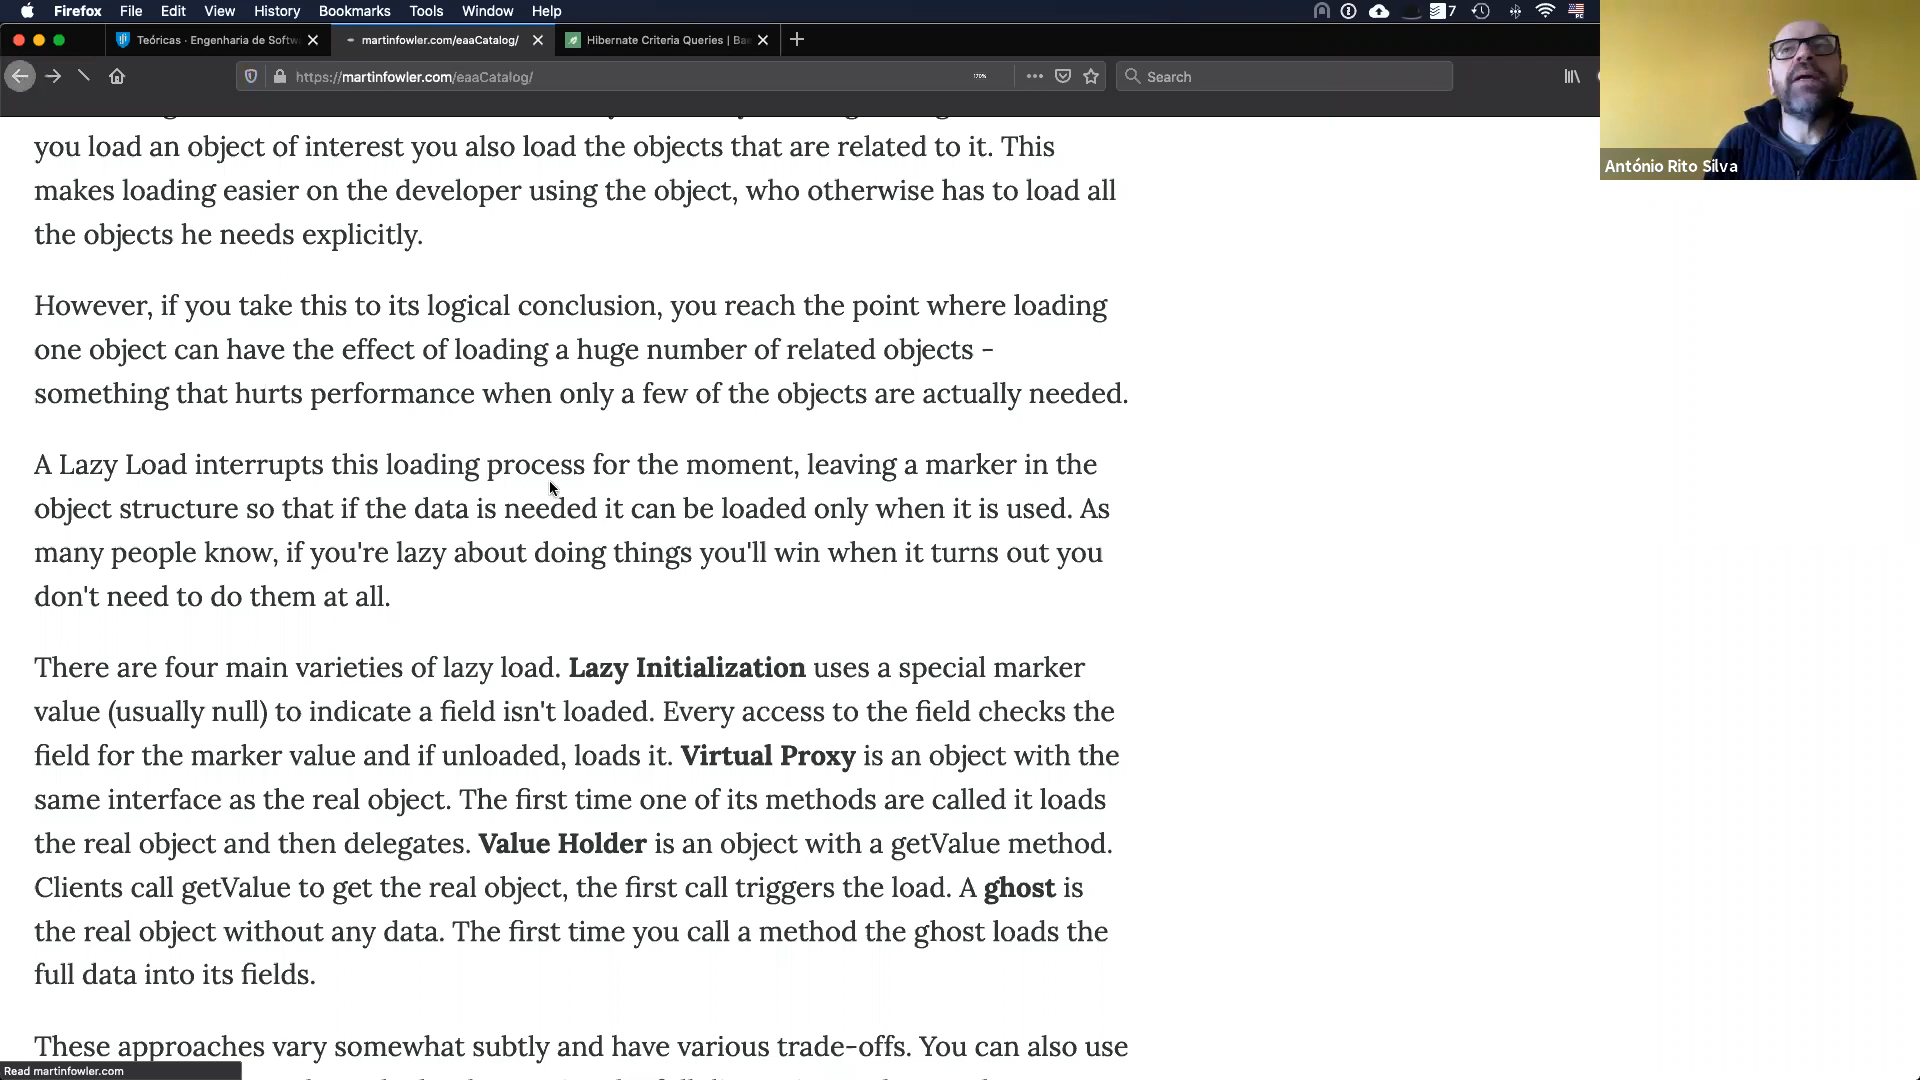 Firefox File Edit View History Bookmarks Tools Window Help 7
Teóricas · Engenharia de Softw martinfowler.com/eaaCatalog/ Hibernate Criteria Queries | Ba
https://martinfowler.com/eaaCatalog/ 170% Search
you load an object of interest you also load the objects that are related to it. This
makes loading easier on the developer using the object, who otherwise has to load all
the objects he needs explicitly.
António Rito Silva
However, if you take this to its logical conclusion, you reach the point where loading
one object can have the effect of loading a huge number of related objects -
something that hurts performance when only a few of the objects are actually needed.
A Lazy Load interrupts this loading process for the moment, leaving a marker in the
object structure so that if the data is needed it can be loaded only when it is used. As
many people know, if you're lazy about doing things you'll win when it turns out you
don't need to do them at all.
There are four main varieties of lazy load. Lazy Initialization uses a special marker
value (usually null) to indicate a field isn't loaded. Every access to the field checks the
field for the marker value and if unloaded, loads it. Virtual Proxy is an object with the
same interface as the real object. The first time one of its methods are called it loads
the real object and then delegates. Value Holder is an object with a getValue method.
Clients call getValue to get the real object, the first call triggers the load. A ghost is
the real object without any data. The first time you call a method the ghost loads the
full data into its fields.
These approaches vary somewhat subtly and have various trade-offs. You can also use
Read martinfowler.com